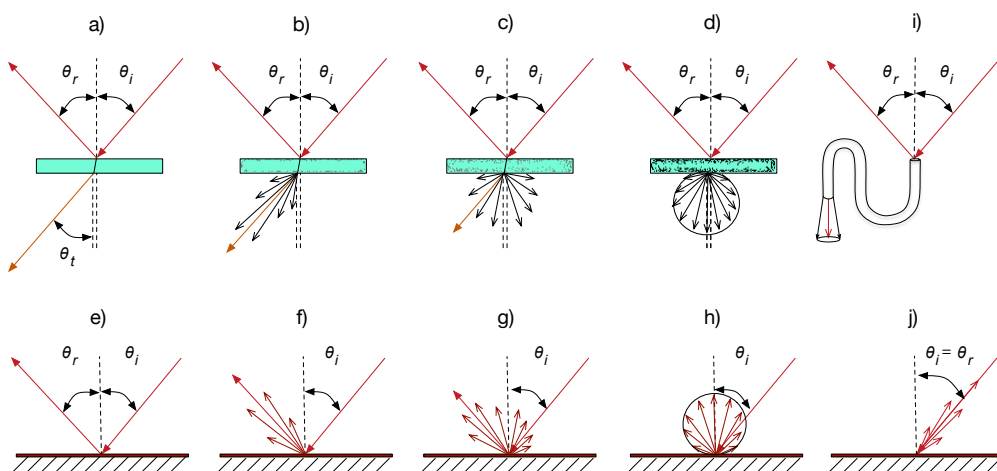 a) b) c) d) i)
θr θi θr θi θr θi θr θi θr θi
θt
e) f) g) h) j)
θr θi θi θi θi θi = θr